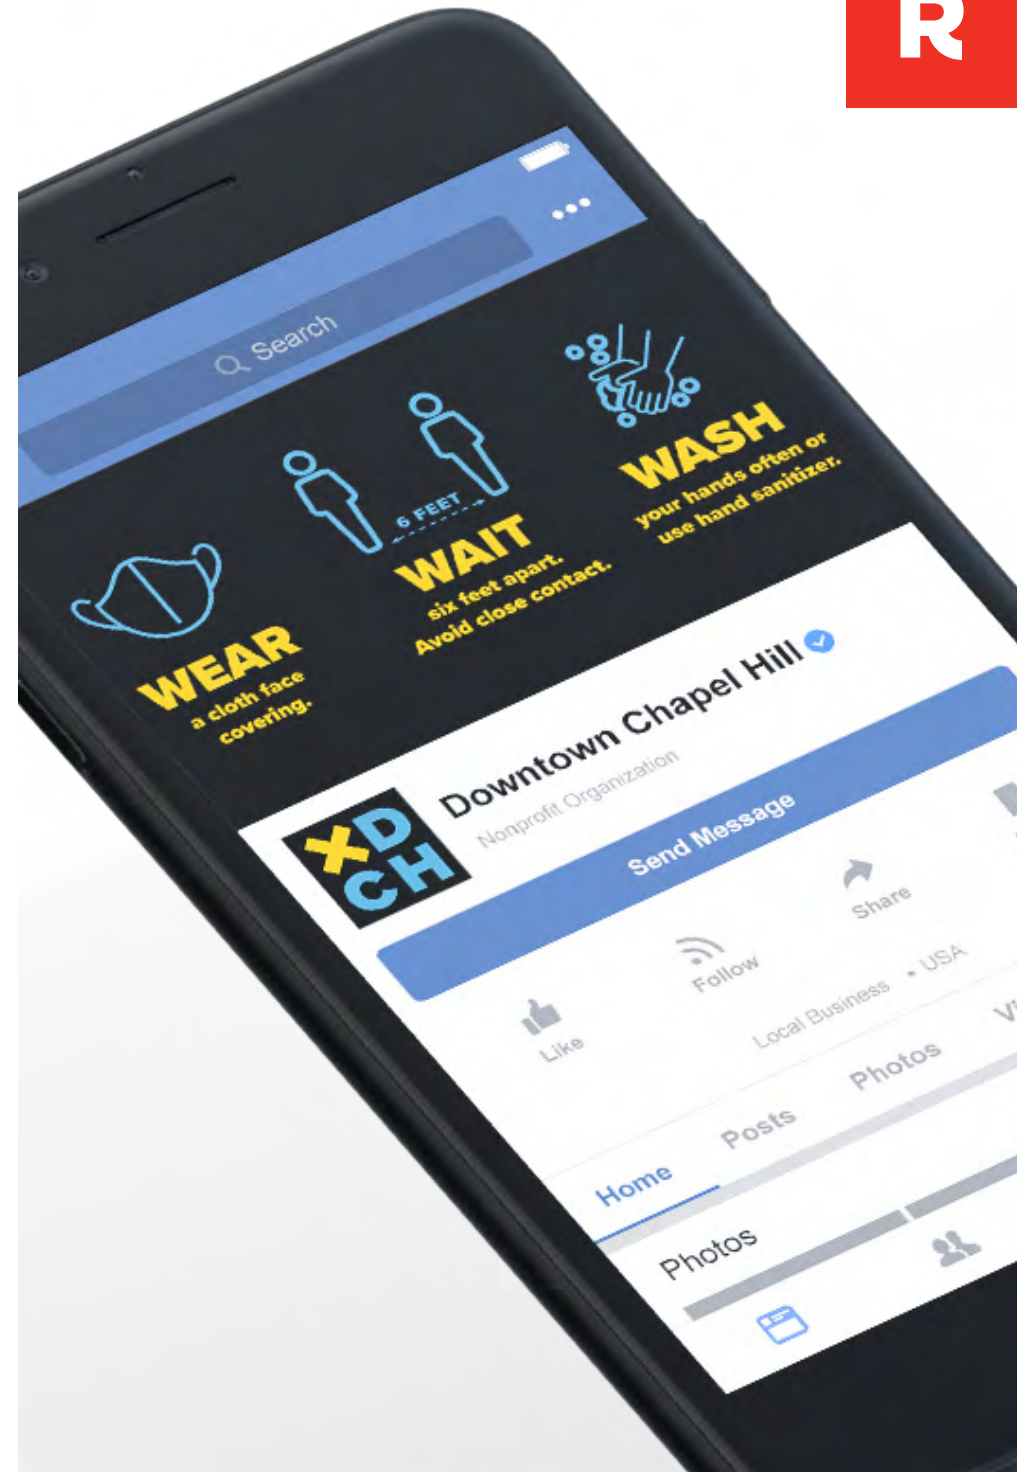 R
Search
6 FEET
WEAR
a cloth face
covering.
WAIT
six feet apart.
Avoid close contact.
WASH
your hands often or
use hand sanitizer.
XD
CH
Downtown Chapel Hill
Nonprofit Organization
Send Message
Like
Follow
Share
Local Business • USA
Home
Posts
Photos
Photos